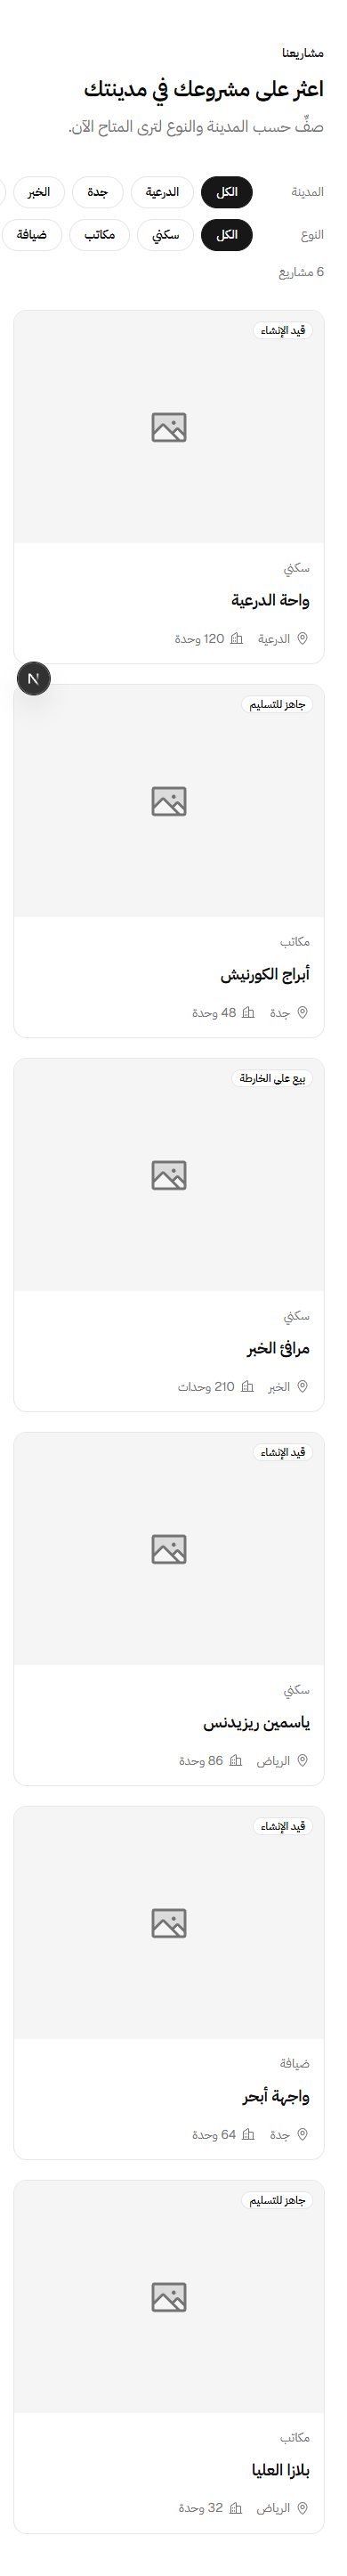 مشاريعنا
اعثر على مشروعك في مدينتك
صفِّ حسب المدينة والنوع لترى المتاح الآن.
المدينة الكل الدرعية جدة الخبر
النوع الكل سكني مكاتب ضيافة
6 مشاريع
قيد الإنشاء
سكني
واحة الدرعية
الدرعية 120 وحدة
N
جاهز للتسليم
مكاتب
أبراج الكورنيش
جدة 48 وحدة
بيع على الخارطة
سكني
مرافئ الخبر
الخبر 210 وحدات
قيد الإنشاء
سكني
ياسمين ريزيدنس
الرياض 86 وحدة
قيد الإنشاء
ضيافة
واجهة أبحر
جدة 64 وحدة
جاهز للتسليم
مكاتب
بلازا العليا
الرياض 32 وحدة